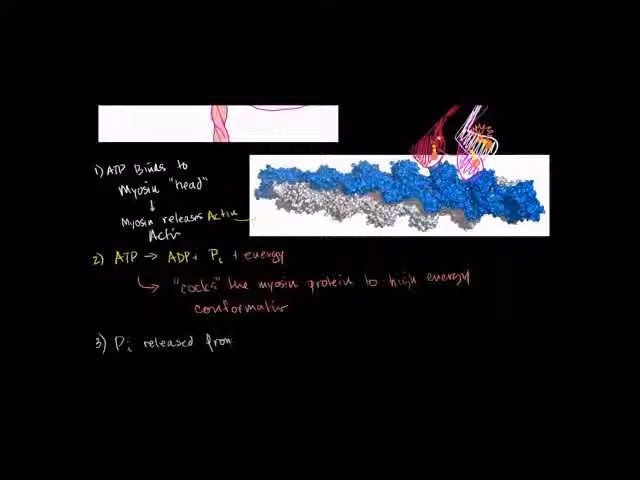 1) ATP Binds to
Myosin "head"
↓
Myosin releases Actin
Actin
2) ATP → ADP + Pi + energy
↳ "cocks" the myosin protein to high energy
conformation
3) Pi released from